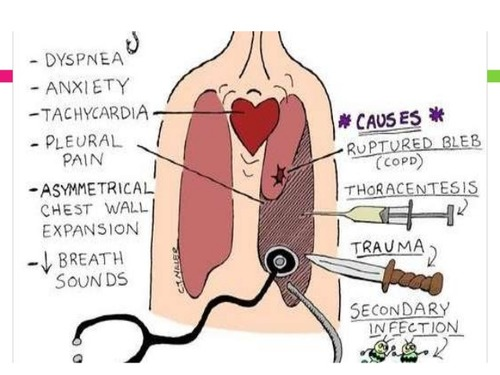 - DYSPNEA
- ANXIETY
- TACHYCARDIA
- PLEURAL
PAIN
- ASYMMETRICAL
CHEST WALL
EXPANSION
- ↓ BREATH
SOUNDS
* CAUSES *
RUPTURED BLEB
(COPD)
THORACENTESIS
TRAUMA
SECONDARY
INFECTION
C.J. MILLER